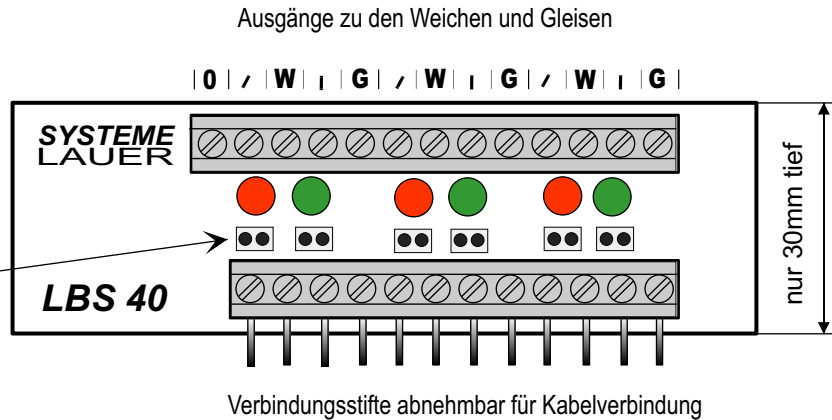 Ausgänge zu den Weichen und Gleisen
|0| / |W| ı |G| / |W| ı |G| / |W| ı |G|
SYSTEME
LAUER
nur 30mm tief
LBS 40
Verbindungsstifte abnehmbar für Kabelverbindung